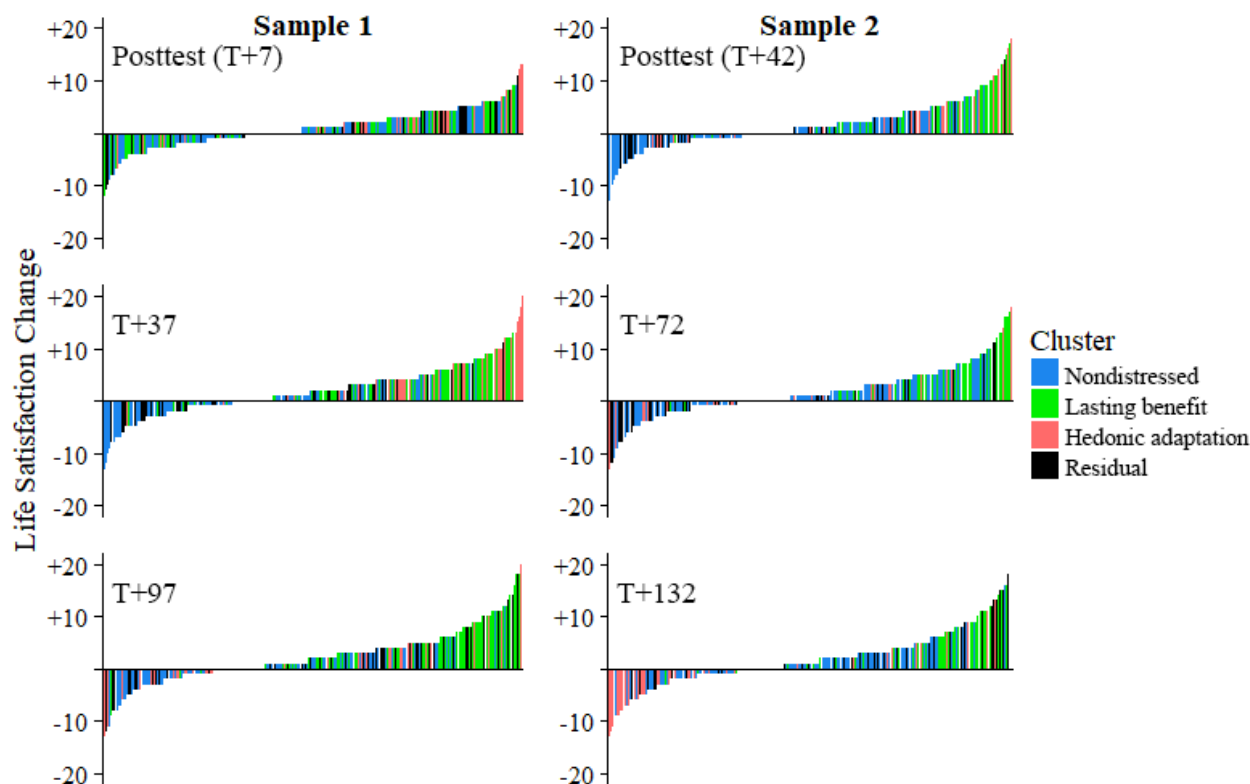 Sample 1
Sample 2
Life Satisfaction Change
+20
+10
-10
-20
Posttest (T+7)
+20
+10
-10
-20
Posttest (T+42)
+20
+10
-10
-20
T+37
+20
+10
-10
-20
T+72
+20
+10
-10
-20
T+97
+20
+10
-10
-20
T+132
Cluster
Nondistressed
Lasting benefit
Hedonic adaptation
Residual